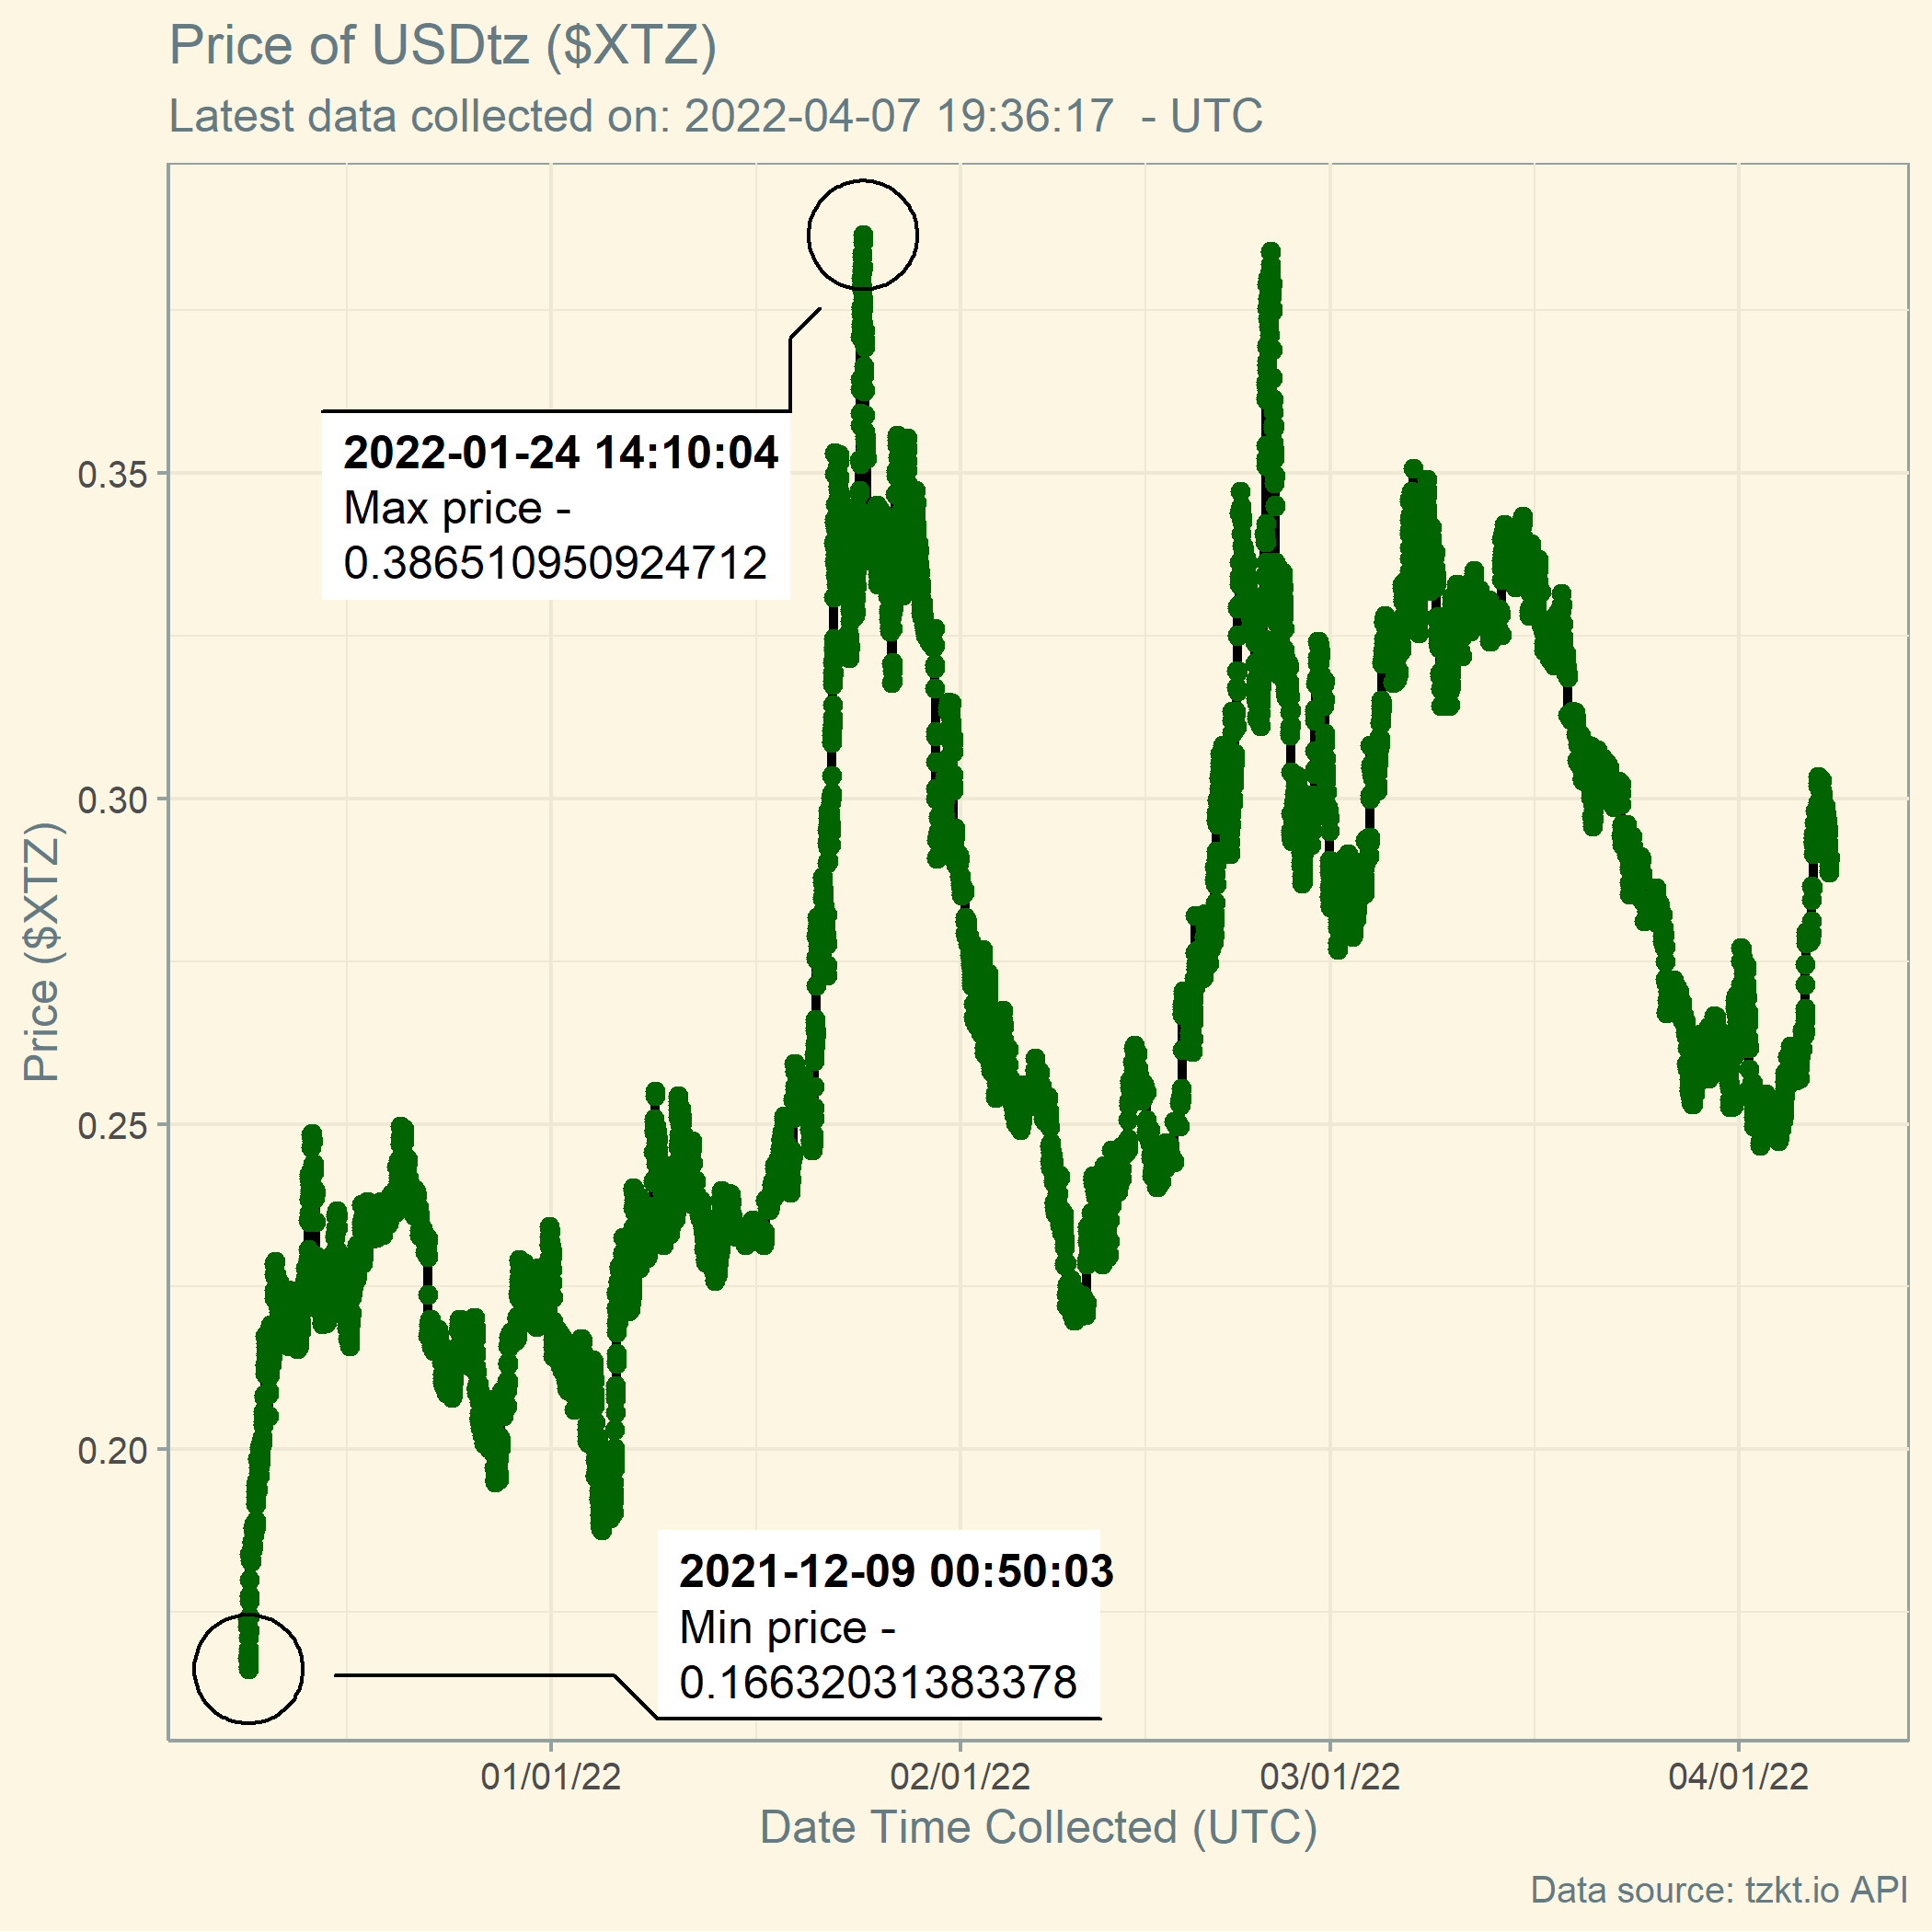 Price of USDtz ($XTZ)
Latest data collected on: 2022-04-07 19:36:17  - UTC
2022-01-24 14:10:04
Max price -
0.386510950924712
2021-12-09 00:50:03
Min price -
0.16632031383378
Price ($XTZ)
0.35
0.30
0.25
0.20
01/01/22
02/01/22
03/01/22
04/01/22
Date Time Collected (UTC)
Data source: tzkt.io API